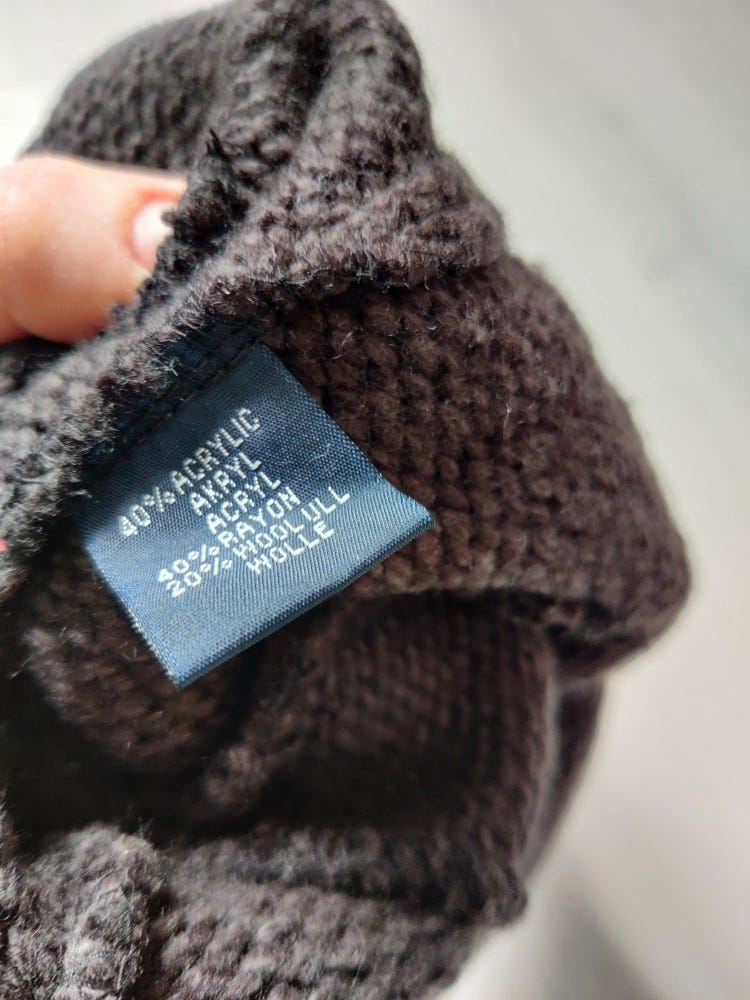 40% ACRYLIC
AKRYL
ACRYL
40% RAYON
20% WOOL ULL
WOLLE